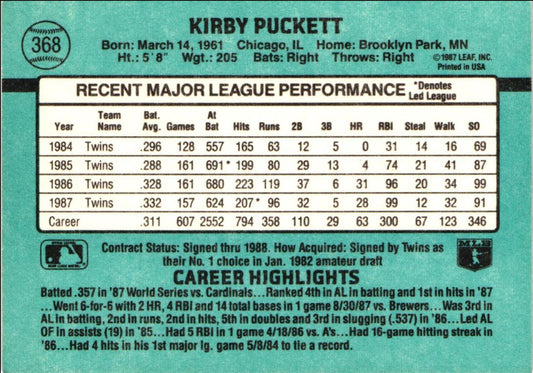 368
KIRBY PUCKETT
Born: March 14, 1961 Chicago, IL Home: Brooklyn Park, MN
Ht.: 5'8" Wgt.: 205 Bats: Right Throws: Right
©1987 LEAF, INC.
Printed in USA
RECENT MAJOR LEAGUE PERFORMANCE *Denotes Led League
Year Team Name Bat. Avg. Games At Bat Hits Runs 2B 3B HR RBI Steal Walk SO
1984 Twins .296 128 557 165 63 12 5 0 31 14 16 69
1985 Twins .288 161 691* 199 80 29 13 4 74 21 41 87
1986 Twins .328 161 680 223 119 37 6 31 96 20 34 99
1987 Twins .332 157 624 207* 96 32 5 28 99 12 32 91
Career .311 607 2552 794 358 110 29 63 300 67 123 346
Contract Status: Signed thru 1988. How Acquired: Signed by Twins as
their No. 1 choice in Jan. 1982 amateur draft
MLB
CAREER HIGHLIGHTS
Batted .357 in '87 World Series vs. Cardinals...Ranked 4th in AL in batting and 1st in hits in '87
...Went 6-for-6 with 2 HR, 4 RBI and 14 total bases in 1 game 8/30/87 vs. Brewers...Was 3rd in
AL in batting, 2nd in runs, 2nd in hits, 5th in doubles and 3rd in slugging (.537) in '86...Led AL
OF in assists (19) in '85...Had 5 RBI in 1 game 4/18/86 vs. A's...Had 16-game hitting streak in
'86...Had 4 hits in his 1st major lg. game 5/8/84 to tie a record.